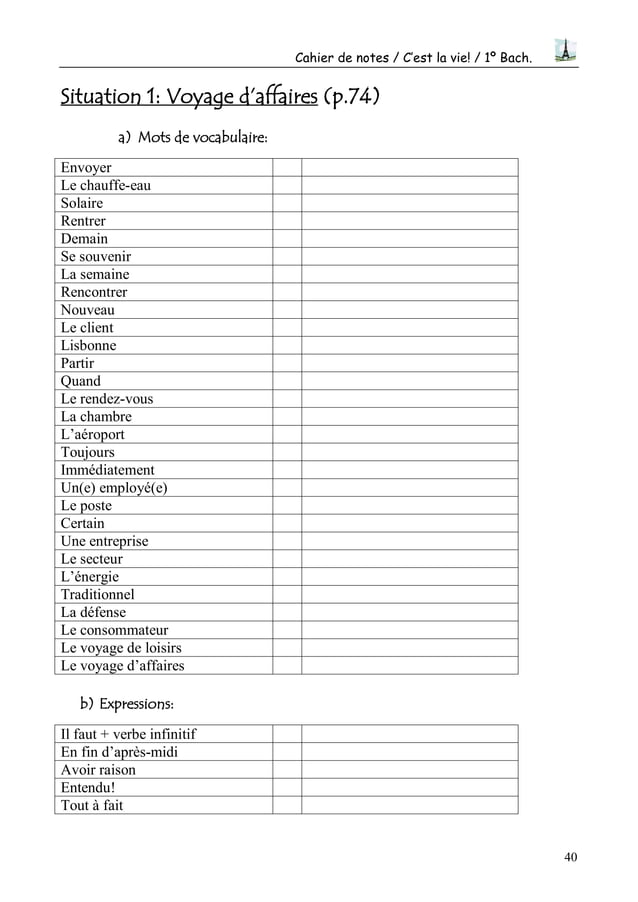 Cahier de notes / C'est la vie! / 1º Bach.
Situation 1: Voyage d'affaires (p.74)
a) Mots de vocabulaire:
Envoyer
Le chauffe-eau
Solaire
Rentrer
Demain
Se souvenir
La semaine
Rencontrer
Nouveau
Le client
Lisbonne
Partir
Quand
Le rendez-vous
La chambre
L'aéroport
Toujours
Immédiatement
Un(e) employé(e)
Le poste
Certain
Une entreprise
Le secteur
L'énergie
Traditionnel
La défense
Le consommateur
Le voyage de loisirs
Le voyage d'affaires
b) Expressions:
Il faut + verbe infinitif
En fin d'après-midi
Avoir raison
Entendu!
Tout à fait
40